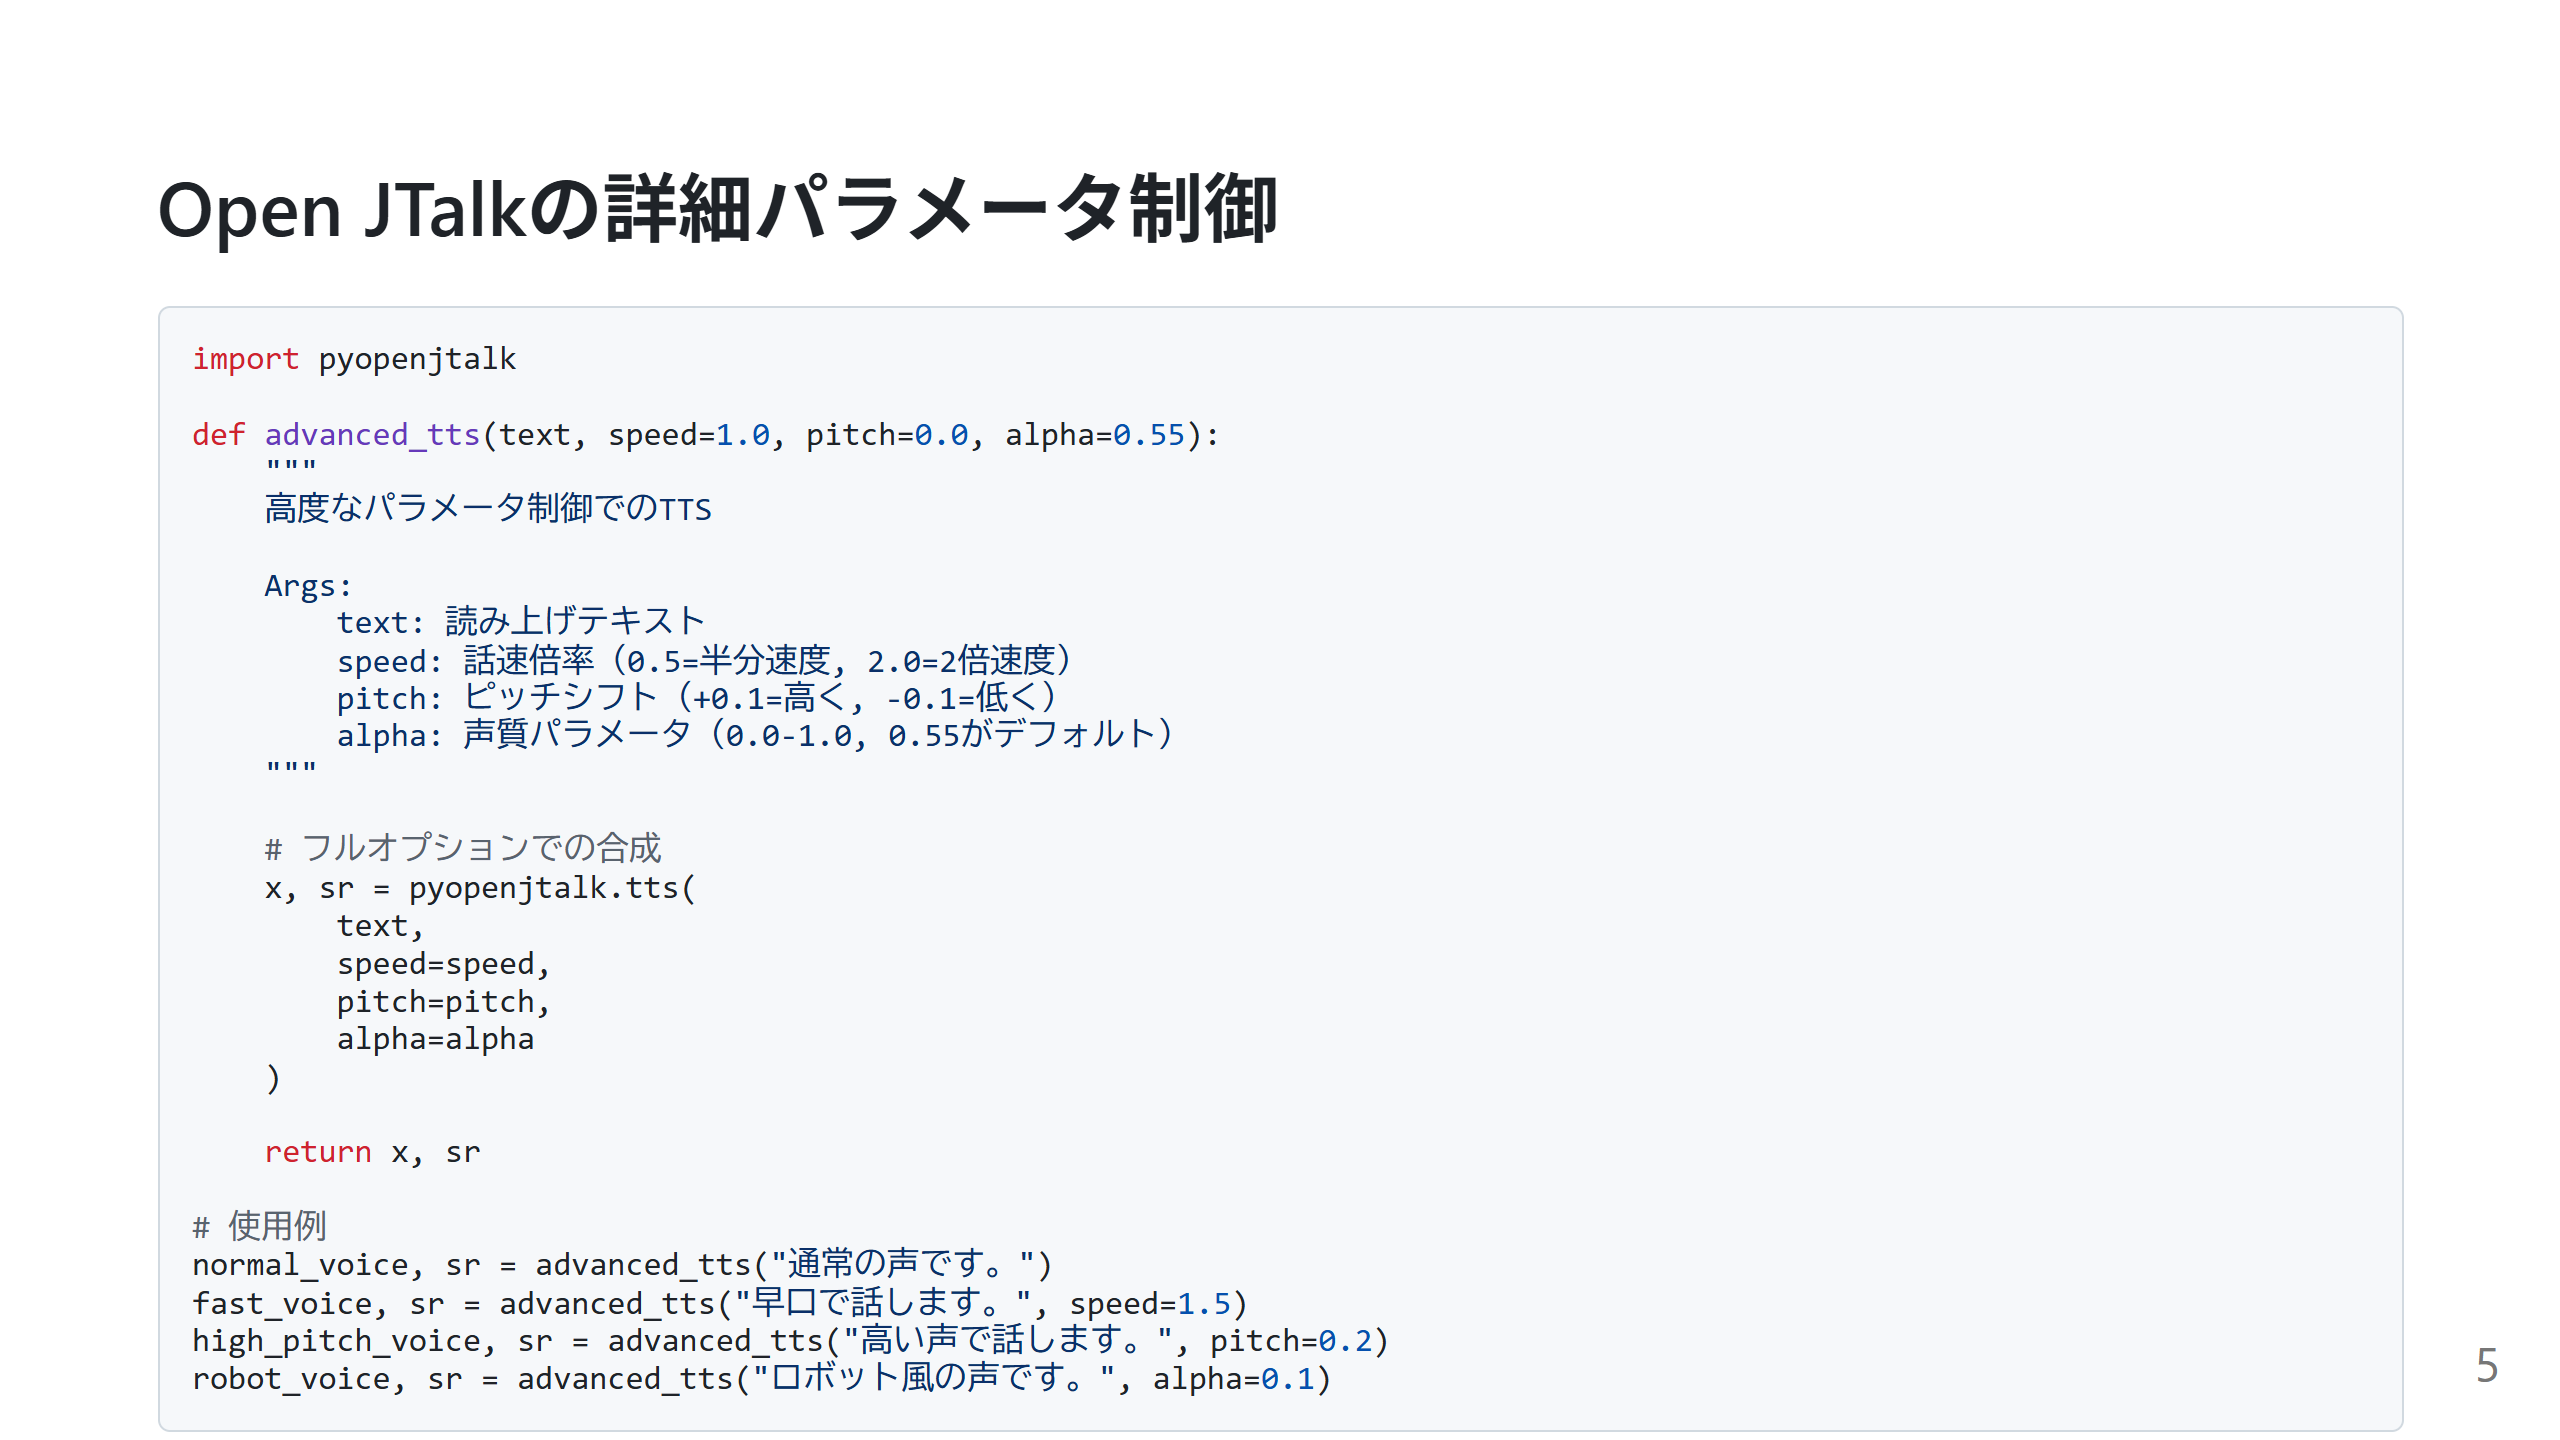 Open JTalkの詳細パラメータ制御
import pyopenjtalk
def advanced_tts(text, speed=1.0, pitch=0.0, alpha=0.55):
    """
    高度なパラメータ制御でのTTS
    Args:
        text: 読み上げテキスト
        speed: 話速倍率（0.5=半分速度, 2.0=2倍速度）
        pitch: ピッチシフト（+0.1=高く, -0.1=低く）
        alpha: 声質パラメータ（0.0-1.0, 0.55がデフォルト）
    """
    # フルオプションでの合成
    x, sr = pyopenjtalk.tts(
        text,
        speed=speed,
        pitch=pitch,
        alpha=alpha
    )
    return x, sr
# 使用例
normal_voice, sr = advanced_tts("通常の声です。")
fast_voice, sr = advanced_tts("早口で話します。", speed=1.5)
high_pitch_voice, sr = advanced_tts("高い声で話します。", pitch=0.2)
robot_voice, sr = advanced_tts("ロボット風の声です。", alpha=0.1)
5